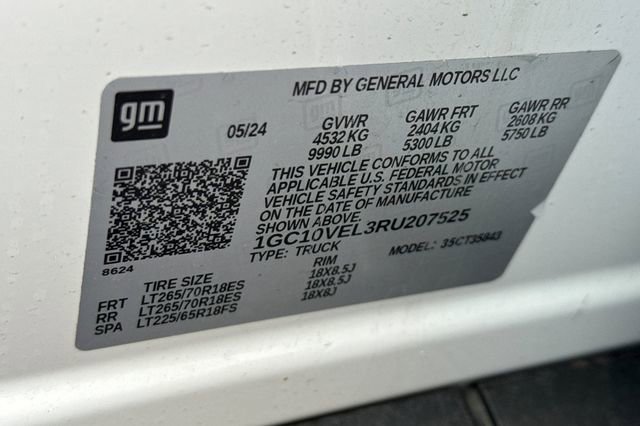 MFD BY GENERAL MOTORS LLC
gm
05/24
GVWR GAWR FRT GAWR RR
4532 KG 2404 KG 2608 KG
9990 LB 5300 LB 5750 LB
THIS VEHICLE CONFORMS TO ALL
APPLICABLE U.S. FEDERAL MOTOR
VEHICLE SAFETY STANDARDS IN EFFECT
ON THE DATE OF MANUFACTURE
SHOWN ABOVE.
1GC10VEL3RU207525
TYPE: TRUCK MODEL: 35CT35843
8624
TIRE SIZE RIM
FRT LT265/70R18ES 18X8.5J
RR LT265/70R18ES 18X8.5J
SPA LT225/65R18FS 18X8J